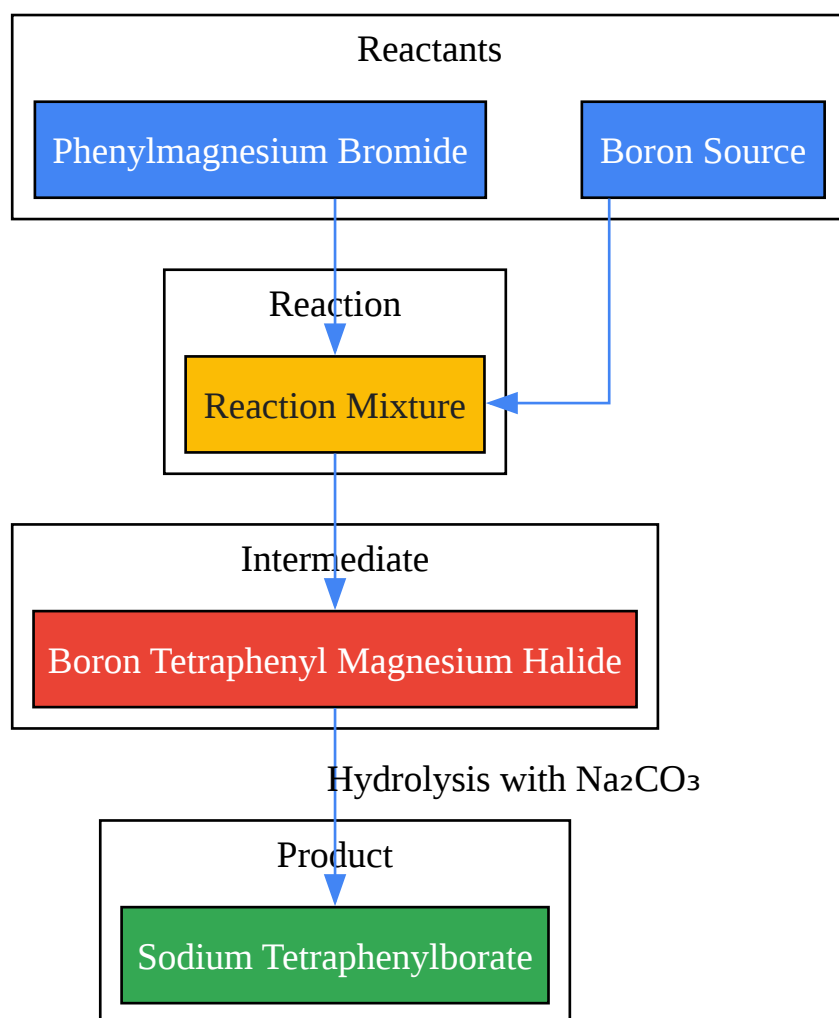 Reactants
Phenylmagnesium Bromide
Boron Source
Reaction
Reaction Mixture
Intermediate
Boron Tetraphenyl Magnesium Halide
Hydrolysis with Na₂CO₃
Product
Sodium Tetraphenylborate